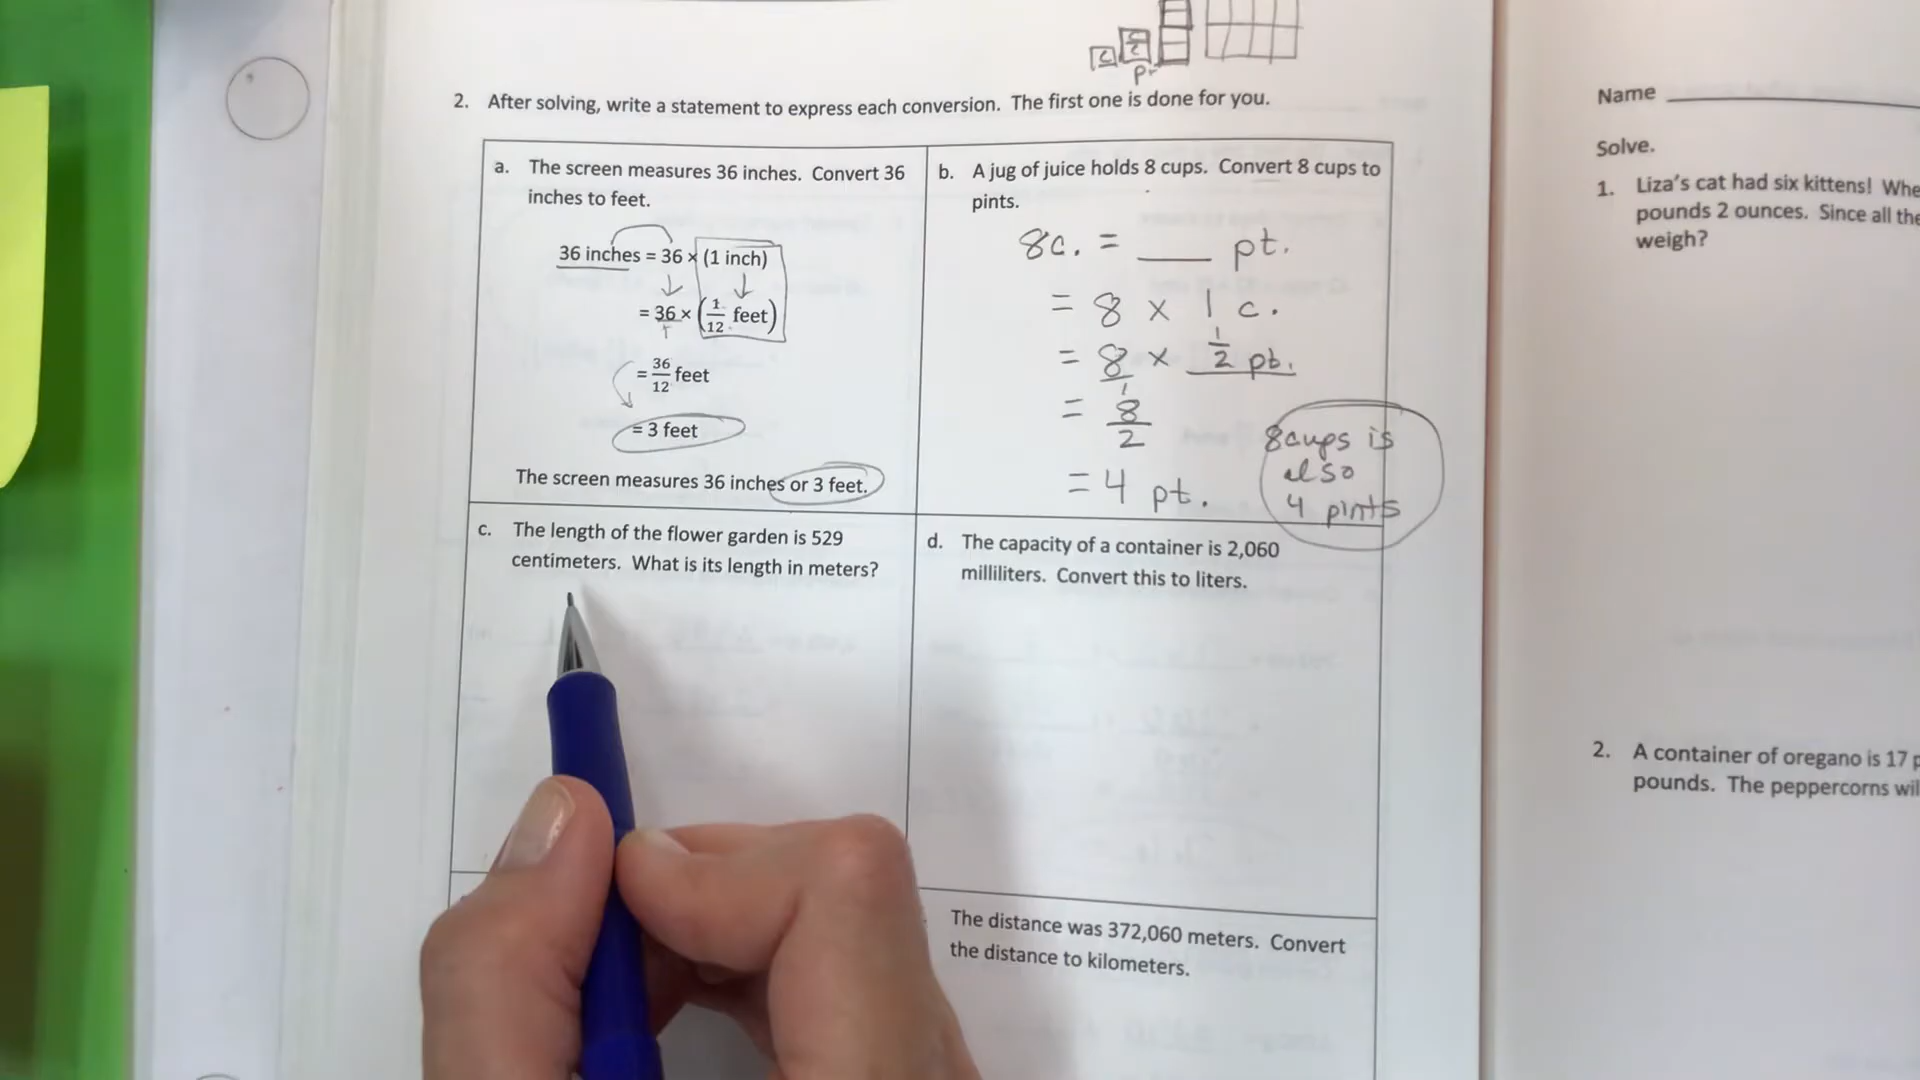 c
c
c
pt
2. After solving, write a statement to express each conversion. The first one is done for you.
a. The screen measures 36 inches. Convert 36
inches to feet.
36 inches = 36 × (1 inch)
= 36 × (1/12 feet)
= 36/12 feet
= 3 feet
The screen measures 36 inches or 3 feet.
b. A jug of juice holds 8 cups. Convert 8 cups to
pints.
8c. = ___ pt.
= 8 × 1 c.
= 8/1 × 1/2 pt.
= 8/2
= 4 pt.
8cups is
also
4 pints
c. The length of the flower garden is 529
centimeters. What is its length in meters?
d. The capacity of a container is 2,060
milliliters. Convert this to liters.
The distance was 372,060 meters. Convert
the distance to kilometers.
Name
Solve.
1. Liza's cat had six kittens! Whe
pounds 2 ounces. Since all the
weigh?
2. A container of oregano is 17 p
pounds. The peppercorns wil